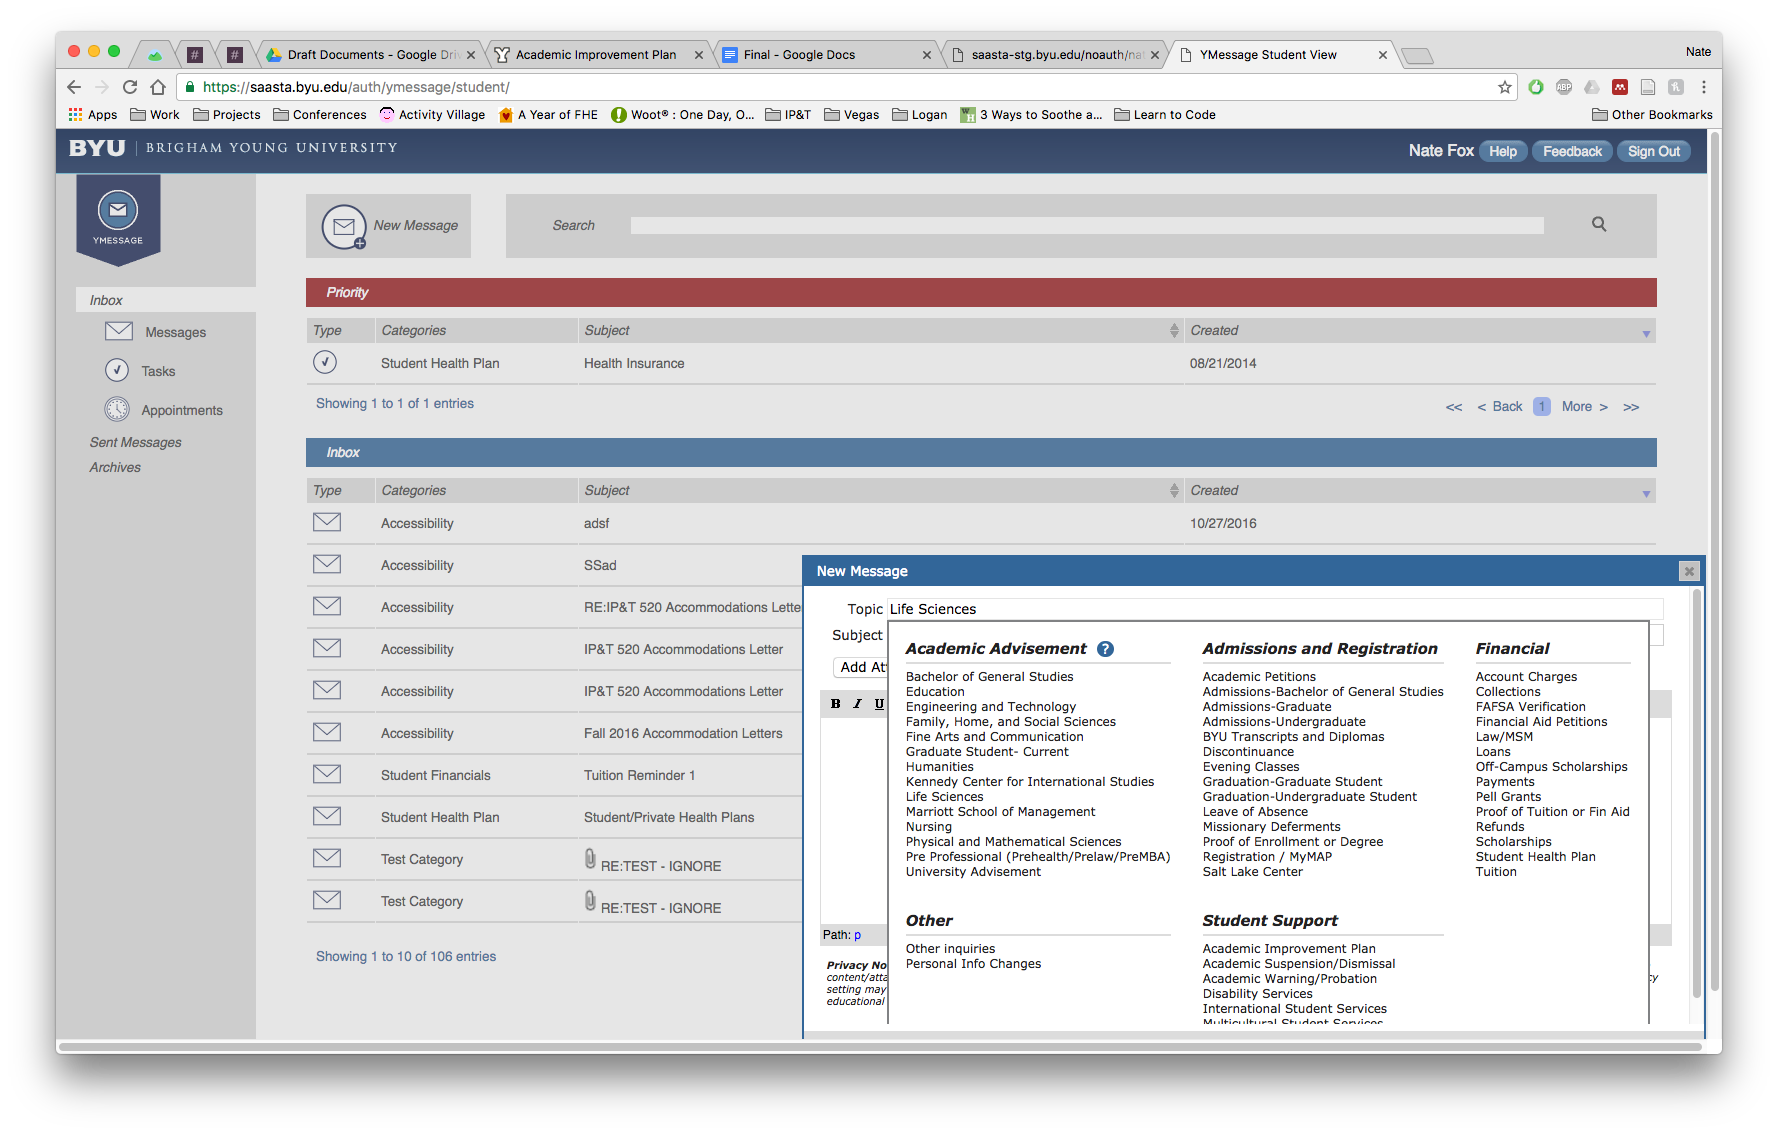 Draft Documents - Google Dri
Academic Improvement Plan
Final - Google Docs
saasta-stg.byu.edu/noauth/na
YMessage Student View
Nate
https://saasta.byu.edu/auth/ymessage/student/
Apps
Work
Projects
Conferences
Activity Village
A Year of FHE
Woot® : One Day, O...
IP&T
Vegas
Logan
3 Ways to Soothe a...
Learn to Code
Other Bookmarks
BYU BRIGHAM YOUNG UNIVERSITY
Nate Fox Help Feedback Sign Out
YMESSAGE
New Message
Search
Inbox
Messages
Tasks
Appointments
Sent Messages
Archives
Priority
Type Categories Subject Created
Student Health Plan Health Insurance 08/21/2014
Showing 1 to 1 of 1 entries
<< < Back 1 More > >>
Inbox
Type Categories Subject Created
Accessibility adsf 10/27/2016
Accessibility SSad
Accessibility RE:IP&T 520 Accommodations Lette
Accessibility IP&T 520 Accommodations Letter
Accessibility IP&T 520 Accommodations Letter
Accessibility Fall 2016 Accommodation Letters
Student Financials Tuition Reminder 1
Student Health Plan Student/Private Health Plans
Test Category RE:TEST - IGNORE
Test Category RE:TEST - IGNORE
Showing 1 to 10 of 106 entries
New Message
Topic Life Sciences
Subject
Add At
B I U
Academic Advisement ?
Bachelor of General Studies
Education
Engineering and Technology
Family, Home, and Social Sciences
Fine Arts and Communication
Graduate Student- Current
Humanities
Kennedy Center for International Studies
Life Sciences
Marriott School of Management
Nursing
Physical and Mathematical Sciences
Pre Professional (Prehealth/Prelaw/PreMBA)
University Advisement
Admissions and Registration
Academic Petitions
Admissions-Bachelor of General Studies
Admissions-Graduate
Admissions-Undergraduate
BYU Transcripts and Diplomas
Discontinuance
Evening Classes
Graduation-Graduate Student
Graduation-Undergraduate Student
Leave of Absence
Missionary Deferments
Proof of Enrollment or Degree
Registration / MyMAP
Salt Lake Center
Financial
Account Charges
Collections
FAFSA Verification
Financial Aid Petitions
Law/MSM
Loans
Off-Campus Scholarships
Payments
Pell Grants
Proof of Tuition or Fin Aid
Refunds
Scholarships
Student Health Plan
Tuition
Other
Other inquiries
Personal Info Changes
Student Support
Academic Improvement Plan
Academic Suspension/Dismissal
Academic Warning/Probation
Disability Services
International Student Services
Multicultural Student Services
Path: p
Privacy No
content/atta
setting may
educational